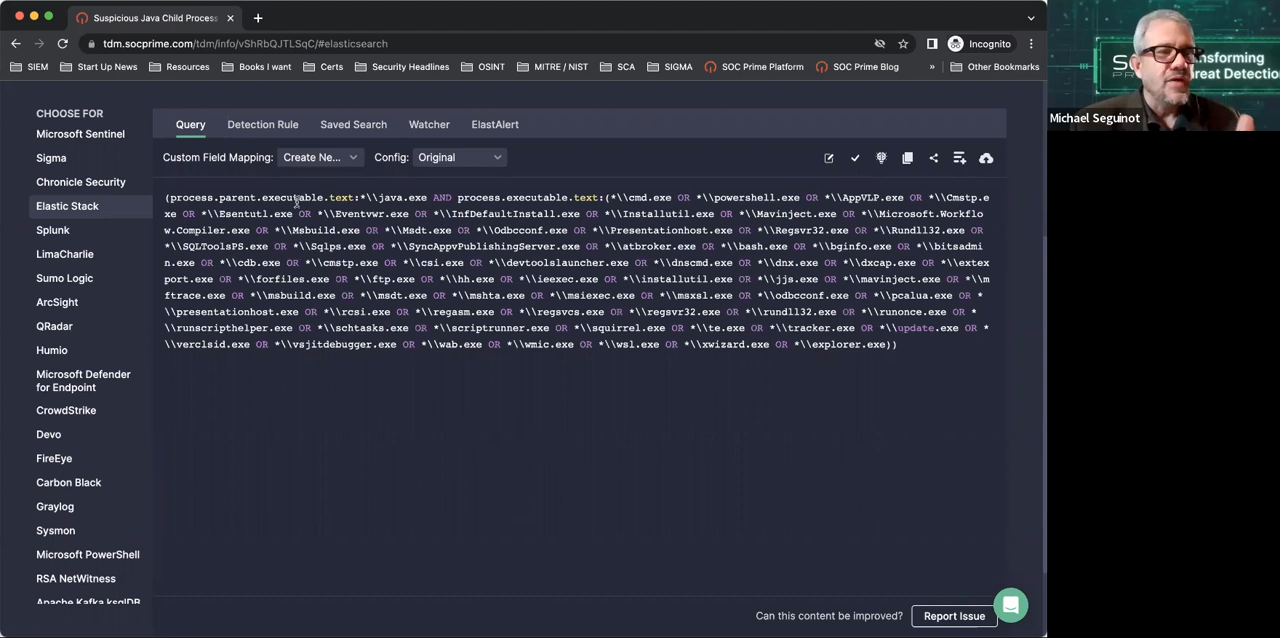 Suspicious Java Child Process
tdm.socprime.com/tdm/info/vShRbQJTLSqC/#elasticsearch
Incognito
SIEM
Start Up News
Resources
Books I want
Certs
Security Headlines
OSINT
MITRE / NIST
SCA
SIGMA
SOC Prime Platform
SOC Prime Blog
»
Other Bookmarks
CHOOSE FOR
Microsoft Sentinel
Sigma
Chronicle Security
Elastic Stack
Splunk
LimaCharlie
Sumo Logic
ArcSight
QRadar
Humio
Microsoft Defender
for Endpoint
CrowdStrike
Devo
FireEye
Carbon Black
Graylog
Sysmon
Microsoft PowerShell
RSA NetWitness
Apache Kafka ksqlDB
Query
Detection Rule
Saved Search
Watcher
ElastAlert
Custom Field Mapping: Create Ne... Config: Original
(process.parent.executable.text:*\\java.exe AND process.executable.text:(*\\cmd.exe OR *\\powershell.exe OR *\\AppVLP.exe OR *\\Cmstp.e
xe OR *\\Esentutl.exe OR *\\Eventvwr.exe OR *\\InfDefaultInstall.exe OR *\\Installutil.exe OR *\\Mavinject.exe OR *\\Microsoft.Workflo
w.Compiler.exe OR *\\Msbuild.exe OR *\\Msdt.exe OR *\\Odbcconf.exe OR *\\Presentationhost.exe OR *\\Regsvr32.exe OR *\\Rundll32.exe OR
*\\SQLToolsPS.exe OR *\\Sqlps.exe OR *\\SyncAppvPublishingServer.exe OR *\\atbroker.exe OR *\\bash.exe OR *\\bginfo.exe OR *\\bitsadmi
n.exe OR *\\cdb.exe OR *\\cmstp.exe OR *\\csi.exe OR *\\devtoolslauncher.exe OR *\\dnscmd.exe OR *\\dnx.exe OR *\\dxcap.exe OR *\\extex
port.exe OR *\\forfiles.exe OR *\\ftp.exe OR *\\hh.exe OR *\\ieexec.exe OR *\\installutil.exe OR *\\jjs.exe OR *\\mavinject.exe OR *\\m
ftrace.exe OR *\\msbuild.exe OR *\\msdt.exe OR *\\mshta.exe OR *\\msiexec.exe OR *\\msxsl.exe OR *\\odbcconf.exe OR *\\pcalua.exe OR *
\\presentationhost.exe OR *\\rcsi.exe OR *\\regasm.exe OR *\\regsvcs.exe OR *\\regsvr32.exe OR *\\rundll32.exe OR *\\runonce.exe OR *
\\runscripthelper.exe OR *\\schtasks.exe OR *\\scriptrunner.exe OR *\\squirrel.exe OR *\\te.exe OR *\\tracker.exe OR *\\update.exe OR *
\\verclsid.exe OR *\\vsjitdebugger.exe OR *\\wab.exe OR *\\wmic.exe OR *\\wsl.exe OR *\\xwizard.exe OR *\\explorer.exe))
Can this content be improved?
Report Issue
Michael Seguinot